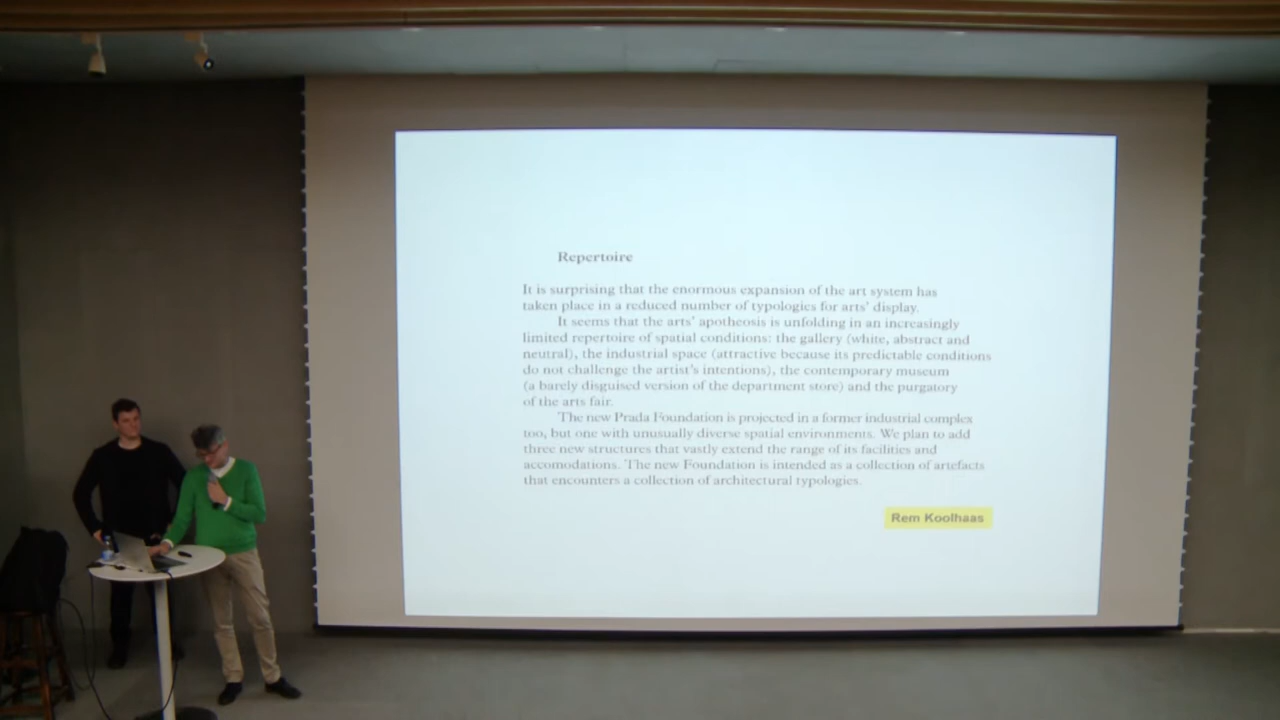 Repertoire
It is surprising that the enormous expansion of the art system has
taken place in a reduced number of typologies for arts' display.
It seems that the arts' apotheosis is unfolding in an increasingly
limited repertoire of spatial conditions: the gallery (white, abstract and
neutral), the industrial space (attractive because its predictable conditions
do not challenge the artist's intentions), the contemporary museum
(a barely disguised version of the department store) and the purgatory
of the arts fair.
The new Prada Foundation is projected in a former industrial complex
too, but one with unusually diverse spatial environments. We plan to add
three new structures that vastly extend the range of its facilities and
accomodations. The new Foundation is intended as a collection of artefacts
that encounters a collection of architectural typologies.
Rem Koolhaas